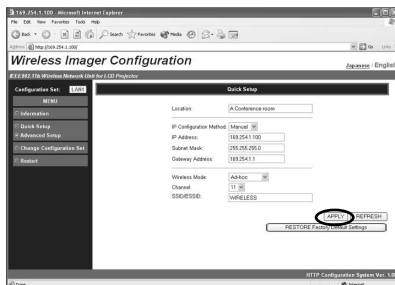 169.254.1.100 - Microsoft Internet Explorer
File Edit View Favorites Tools Help
Back Search Favorites Media
Address http://169.254.1.100/ Go Links
Wireless Imager Configuration
Japanese / English
IEEE802.11b Wireless Network Unit for LCD Projector
Configuration Set: LAN1
MENU
Information
Quick Setup
Advanced Setup
Change Configuration Set
Restart
Quick Setup
Location: A Conference room
IP Configuration Method: Manual
IP Address: 169.254.1.100
Subnet Mask: 255.255.255.0
Gateway Address: 169.254.1.1
Wireless Mode: Ad-hoc
Channel: 11
SSID/ESSID: WIRELESS
APPLY REFRESH
RESTORE Factory Default Settings
HTTP Configuration System Ver. 1.0
Done Internet